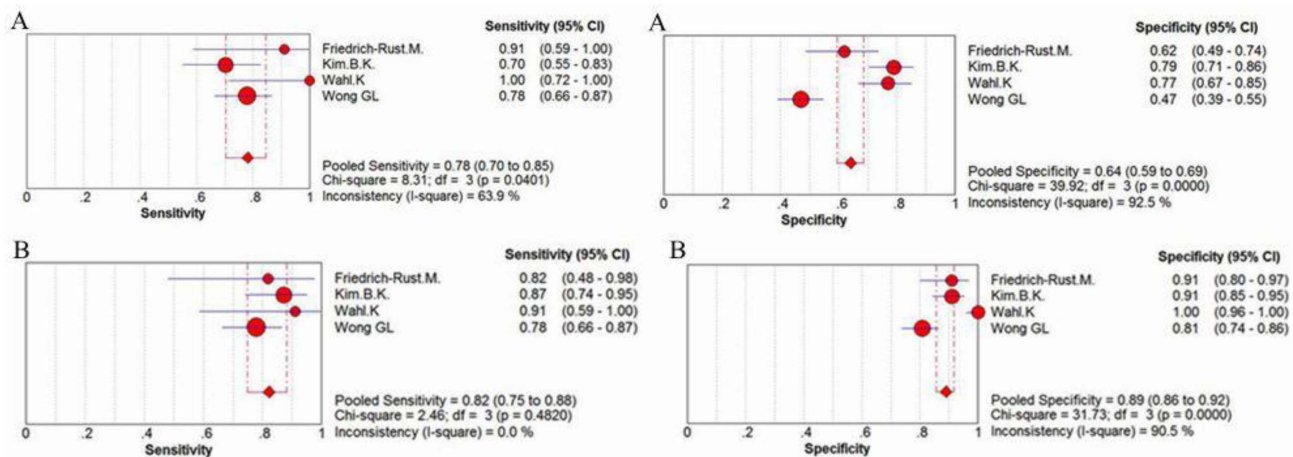 A
Sensitivity (95% CI)
Friedrich-Rust.M. 0.91 (0.59 - 1.00)
Kim.B.K. 0.70 (0.55 - 0.83)
Wahl.K 1.00 (0.72 - 1.00)
Wong GL 0.78 (0.66 - 0.87)
Pooled Sensitivity = 0.78 (0.70 to 0.85)
Chi-square = 8.31; df = 3 (p = 0.0401)
Inconsistency (I-square) = 63.9 %
0 .2 .4 .6 .8 1
Sensitivity
A
Specificity (95% CI)
Friedrich-Rust.M. 0.62 (0.49 - 0.74)
Kim.B.K. 0.79 (0.71 - 0.86)
Wahl.K 0.77 (0.67 - 0.85)
Wong GL 0.47 (0.39 - 0.55)
Pooled Specificity = 0.64 (0.59 to 0.69)
Chi-square = 39.92; df = 3 (p = 0.0000)
Inconsistency (I-square) = 92.5 %
0 .2 .4 .6 .8 1
Specificity
B
Sensitivity (95% CI)
Friedrich-Rust.M. 0.82 (0.48 - 0.98)
Kim.B.K. 0.87 (0.74 - 0.95)
Wahl.K 0.91 (0.59 - 1.00)
Wong GL 0.78 (0.66 - 0.87)
Pooled Sensitivity = 0.82 (0.75 to 0.88)
Chi-square = 2.46; df = 3 (p = 0.4820)
Inconsistency (I-square) = 0.0 %
0 .2 .4 .6 .8 1
Sensitivity
B
Specificity (95% CI)
Friedrich-Rust.M. 0.91 (0.80 - 0.97)
Kim.B.K. 0.91 (0.85 - 0.95)
Wahl.K 1.00 (0.96 - 1.00)
Wong GL 0.81 (0.74 - 0.86)
Pooled Specificity = 0.89 (0.86 to 0.92)
Chi-square = 31.73; df = 3 (p = 0.0000)
Inconsistency (I-square) = 90.5 %
0 .2 .4 .6 .8 1
Specificity